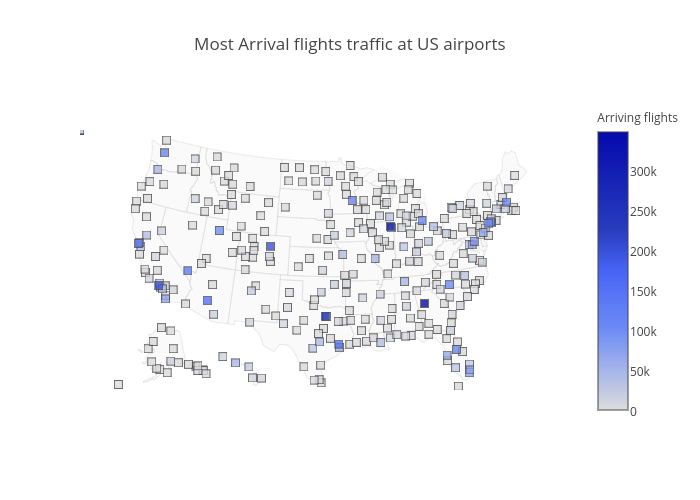 Most Arrival flights traffic at US airports
Arriving flights
300k
250k
200k
150k
100k
50k
0